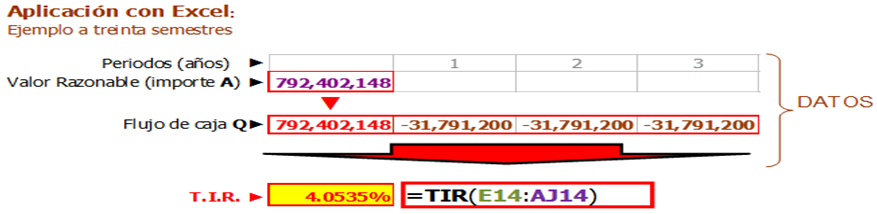 Aplicación con Excel:
Ejemplo a treinta semestres
Periodos (años) ► 1 2 3
Valor Razonable (importe A) ► 792,402,148
DATOS
Flujo de caja Q ► 792,402,148 -31,791,200 -31,791,200 -31,791,200
T.I.R. ► 4.0535% =TIR(E14:AJ14)